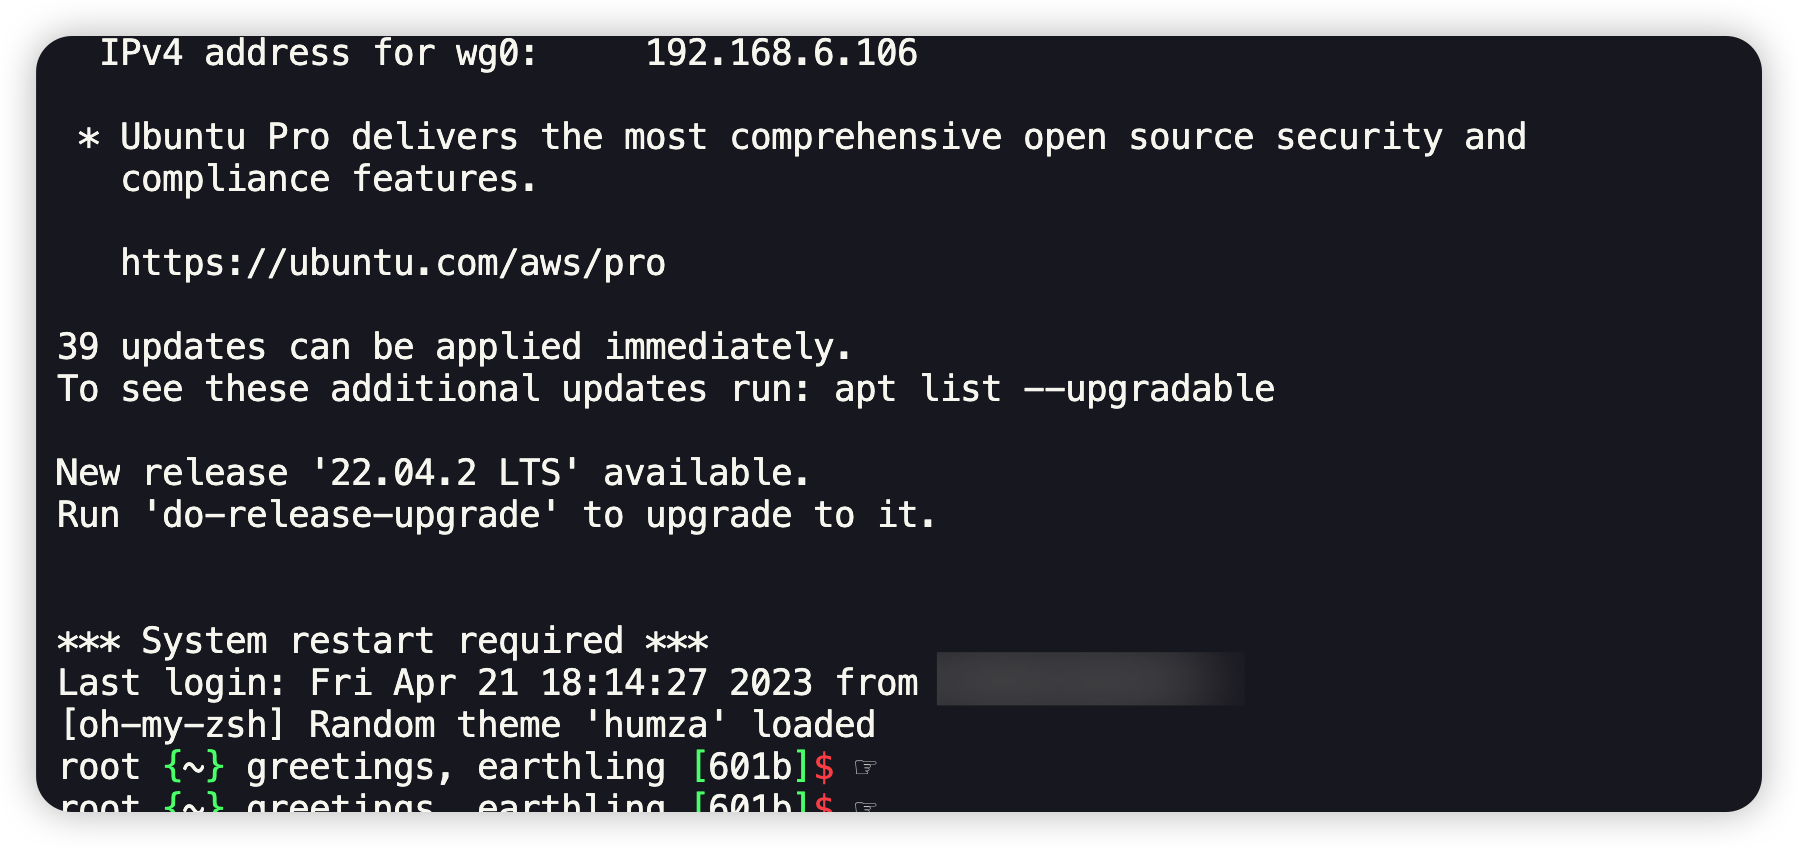 IPv4 address for wg0:     192.168.6.106
* Ubuntu Pro delivers the most comprehensive open source security and
compliance features.
https://ubuntu.com/aws/pro
39 updates can be applied immediately.
To see these additional updates run: apt list --upgradable
New release '22.04.2 LTS' available.
Run 'do-release-upgrade' to upgrade to it.
*** System restart required ***
Last login: Fri Apr 21 18:14:27 2023 from
[oh-my-zsh] Random theme 'humza' loaded
root {~} greetings, earthling [601b]$ ☞
root {~} greetings, earthling [601b]$ ☞